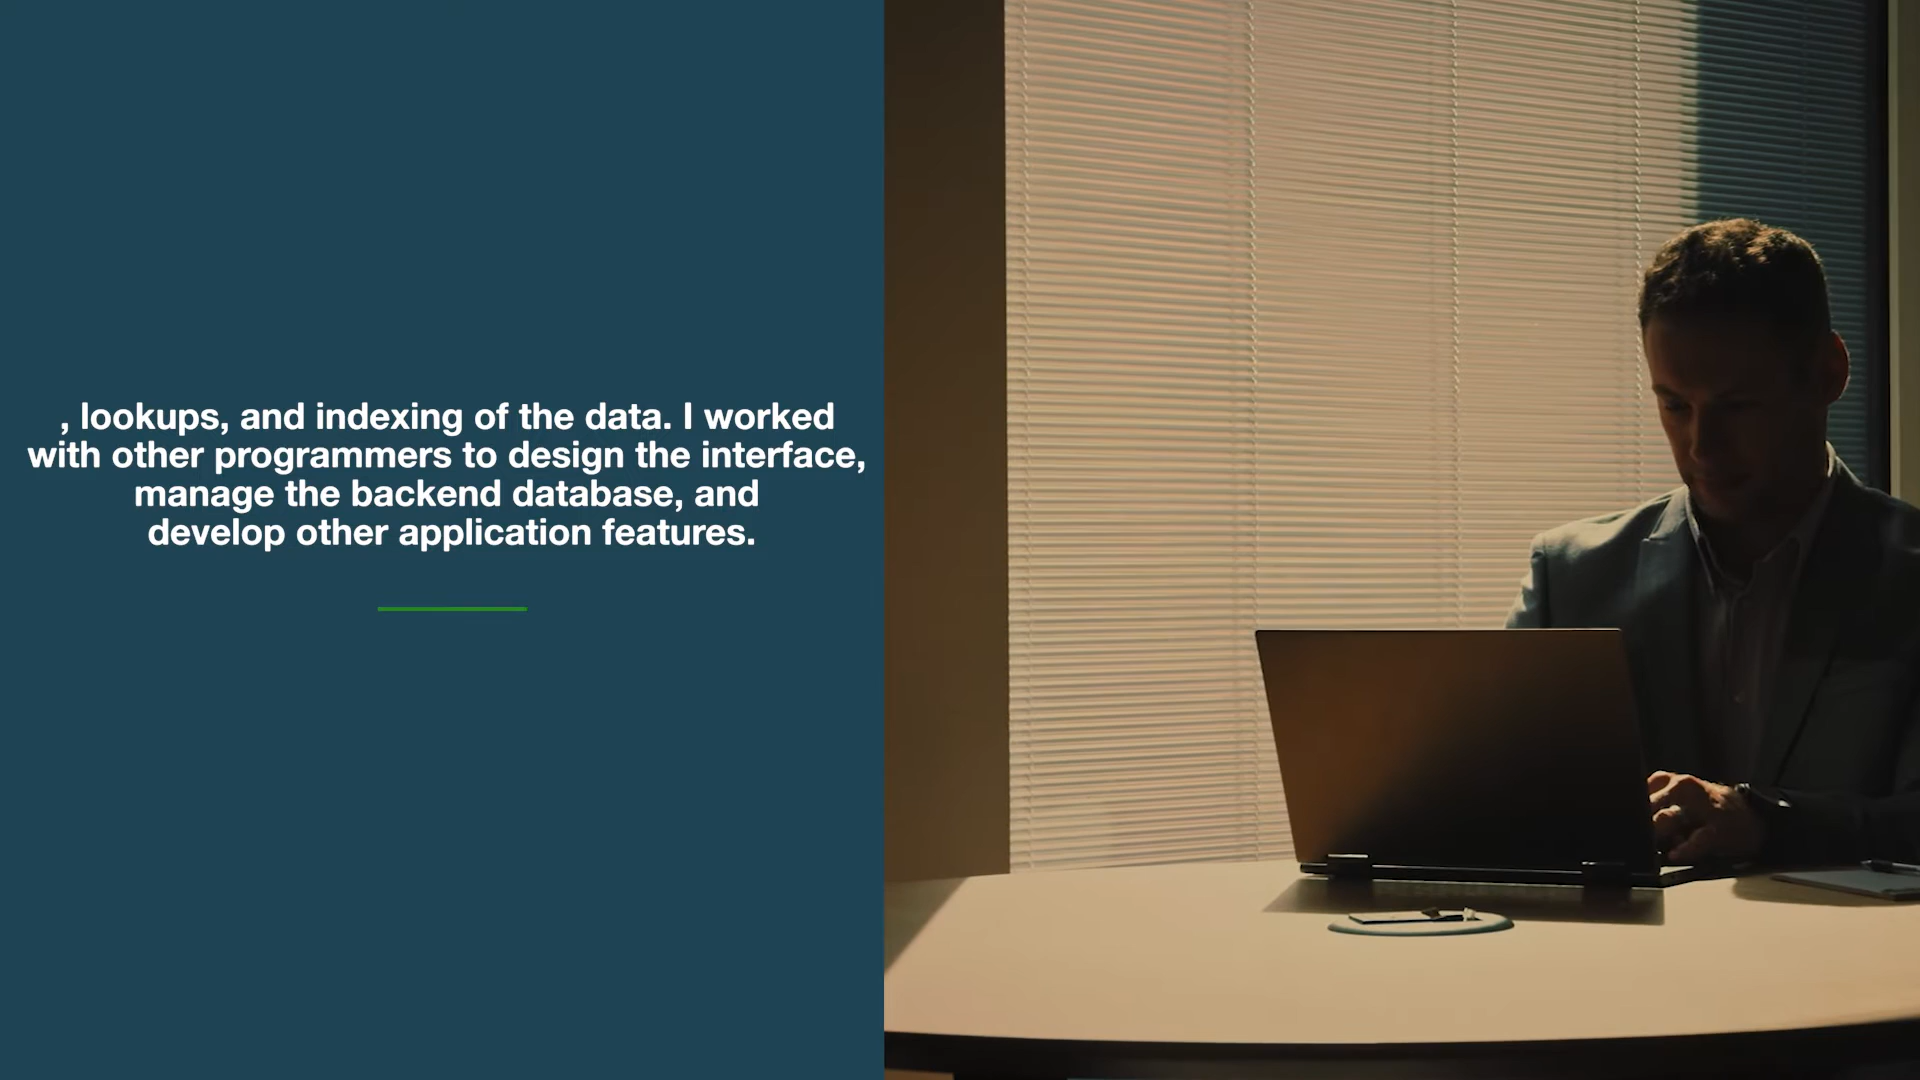 , lookups, and indexing of the data. I worked
with other programmers to design the interface,
manage the backend database, and
develop other application features.